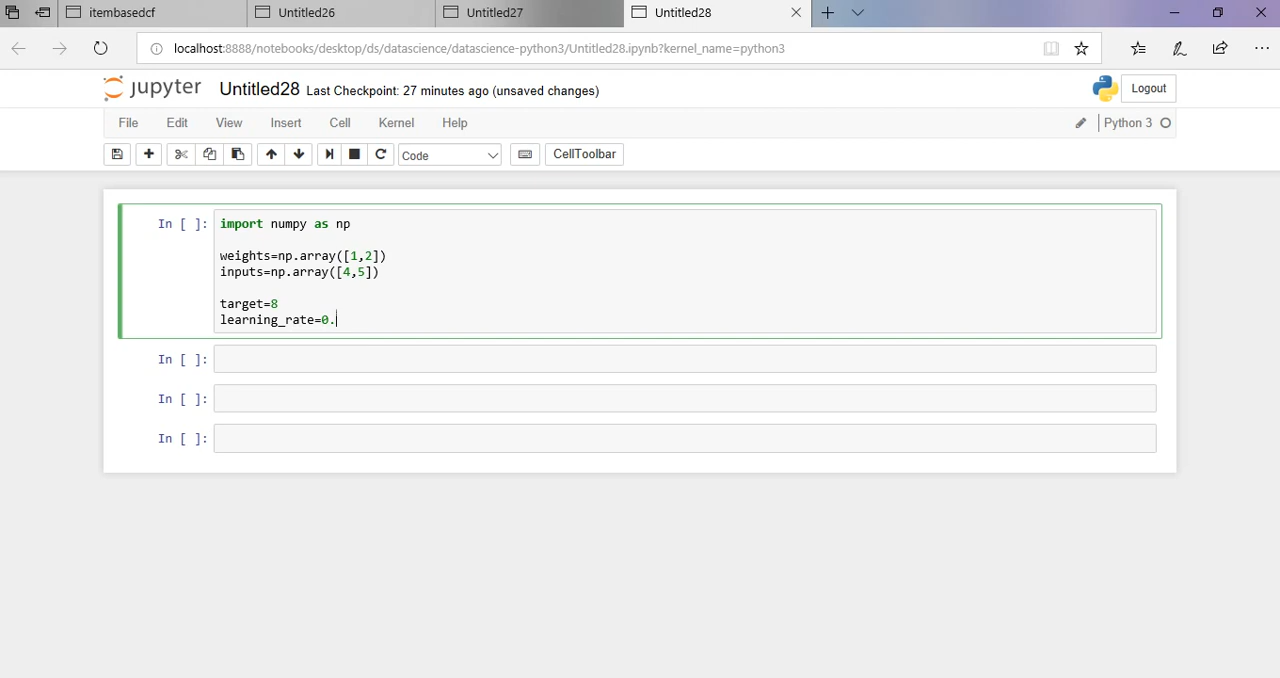 itembasedcf
Untitled26
Untitled27
Untitled28
localhost:8888/notebooks/desktop/ds/datascience/datascience-python3/Untitled28.ipynb?kernel_name=python3
jupyter Untitled28 Last Checkpoint: 27 minutes ago (unsaved changes)
Logout
File Edit View Insert Cell Kernel Help
Python 3
Code
CellToolbar
In [ ]: import numpy as np
weights=np.array([1,2])
inputs=np.array([4,5])
target=8
learning_rate=0.
In [ ]:
In [ ]:
In [ ]: